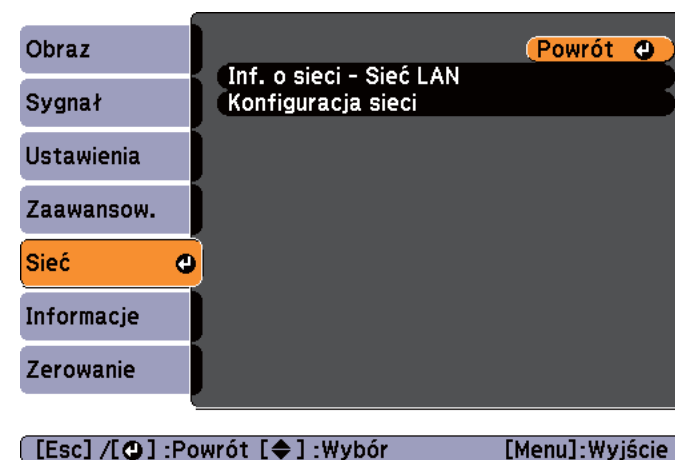 Obraz
Sygnał
Ustawienia
Zaawansow.
Sieć
Informacje
Zerowanie
Powrót
Inf. o sieci - Sieć LAN
Konfiguracja sieci
[Esc] /[⏎] :Powrót [◆] :Wybór [Menu]:Wyjście